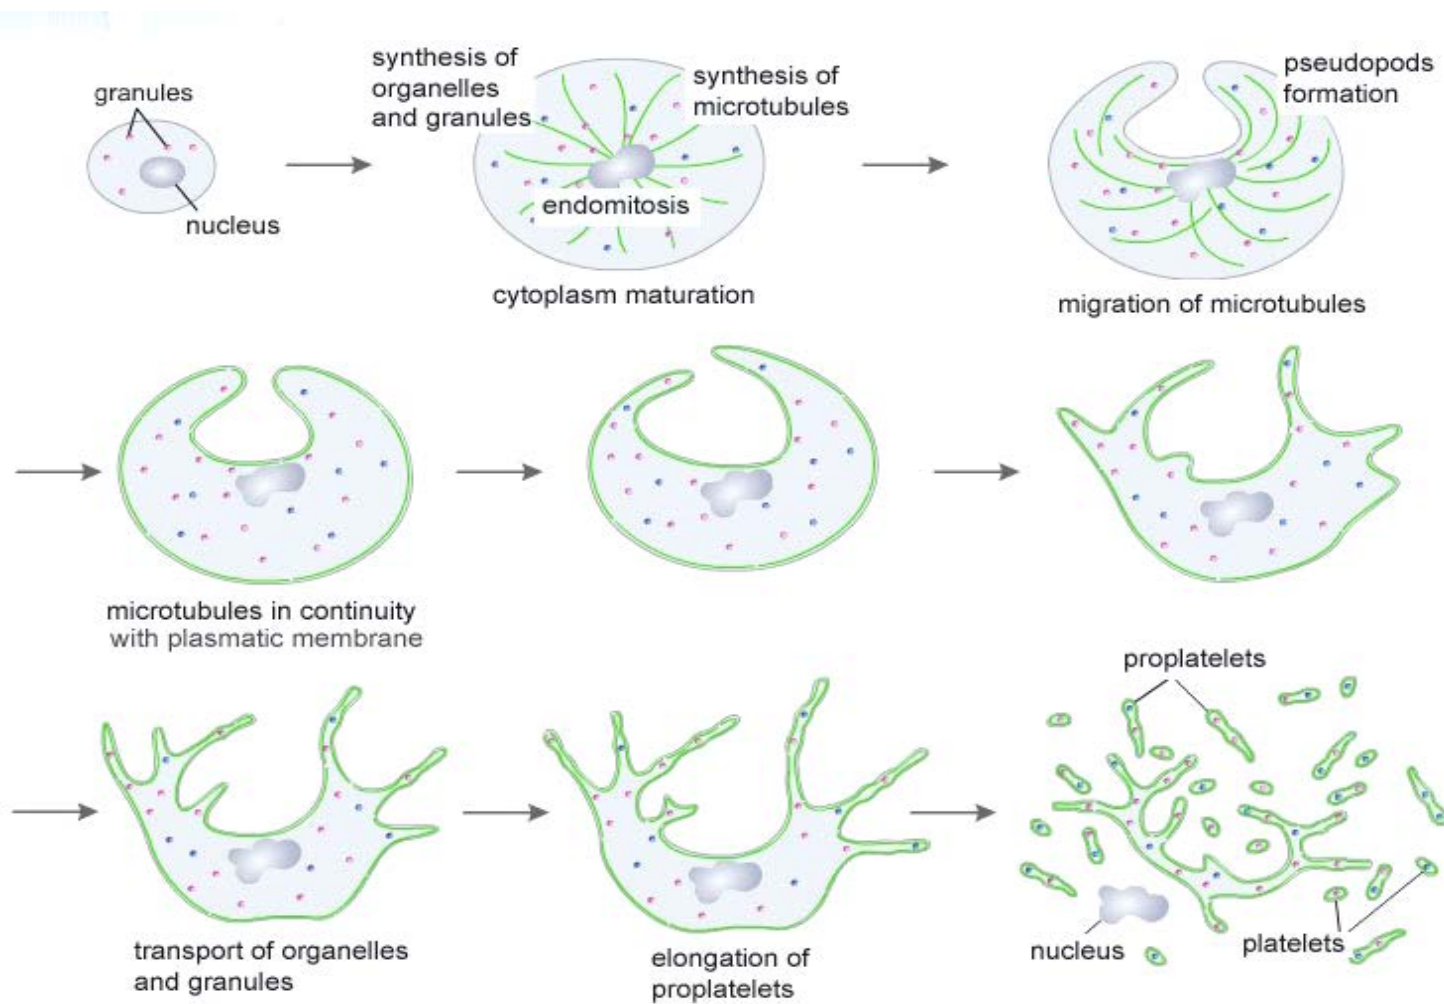 granules
nucleus
synthesis of
organelles
and granules
synthesis of
microtubules
endomitosis
cytoplasm maturation
pseudopods
formation
migration of microtubules
microtubules in continuity
with plasmatic membrane
transport of organelles
and granules
elongation of
proplatelets
proplatelets
nucleus
platelets